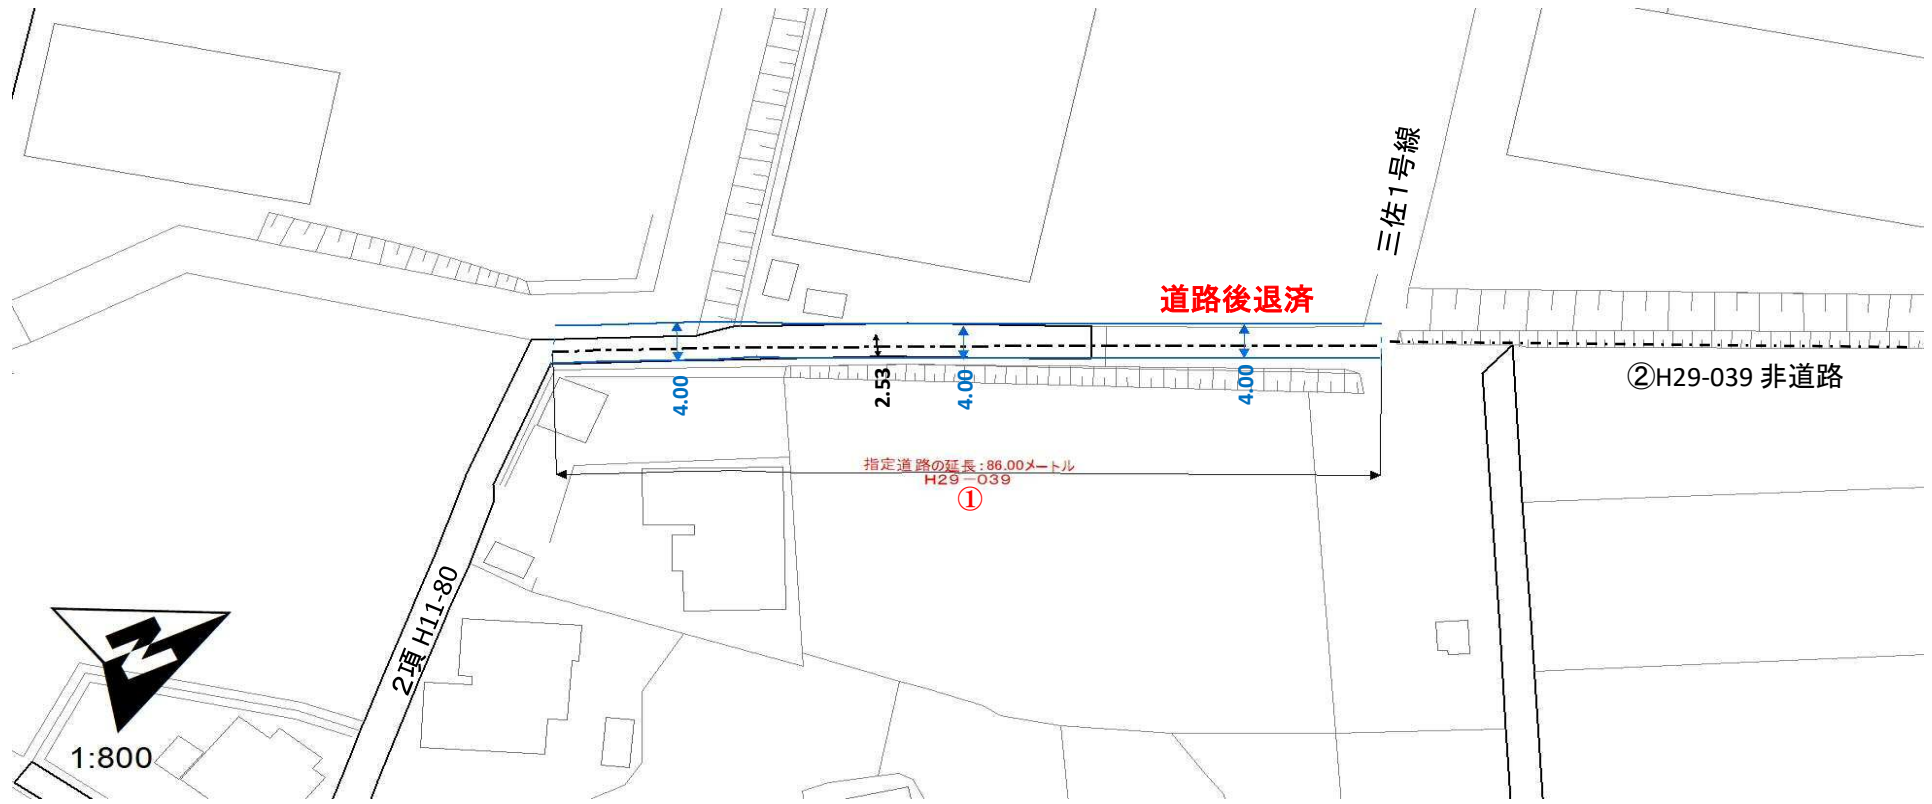 三佐1号線
道路後退済
②H29-039 非道路
4.00
2.53
4.00
4.00
指定道路の延長:86.00メートル
H29-039
①
2項 H11-80
N
1:800